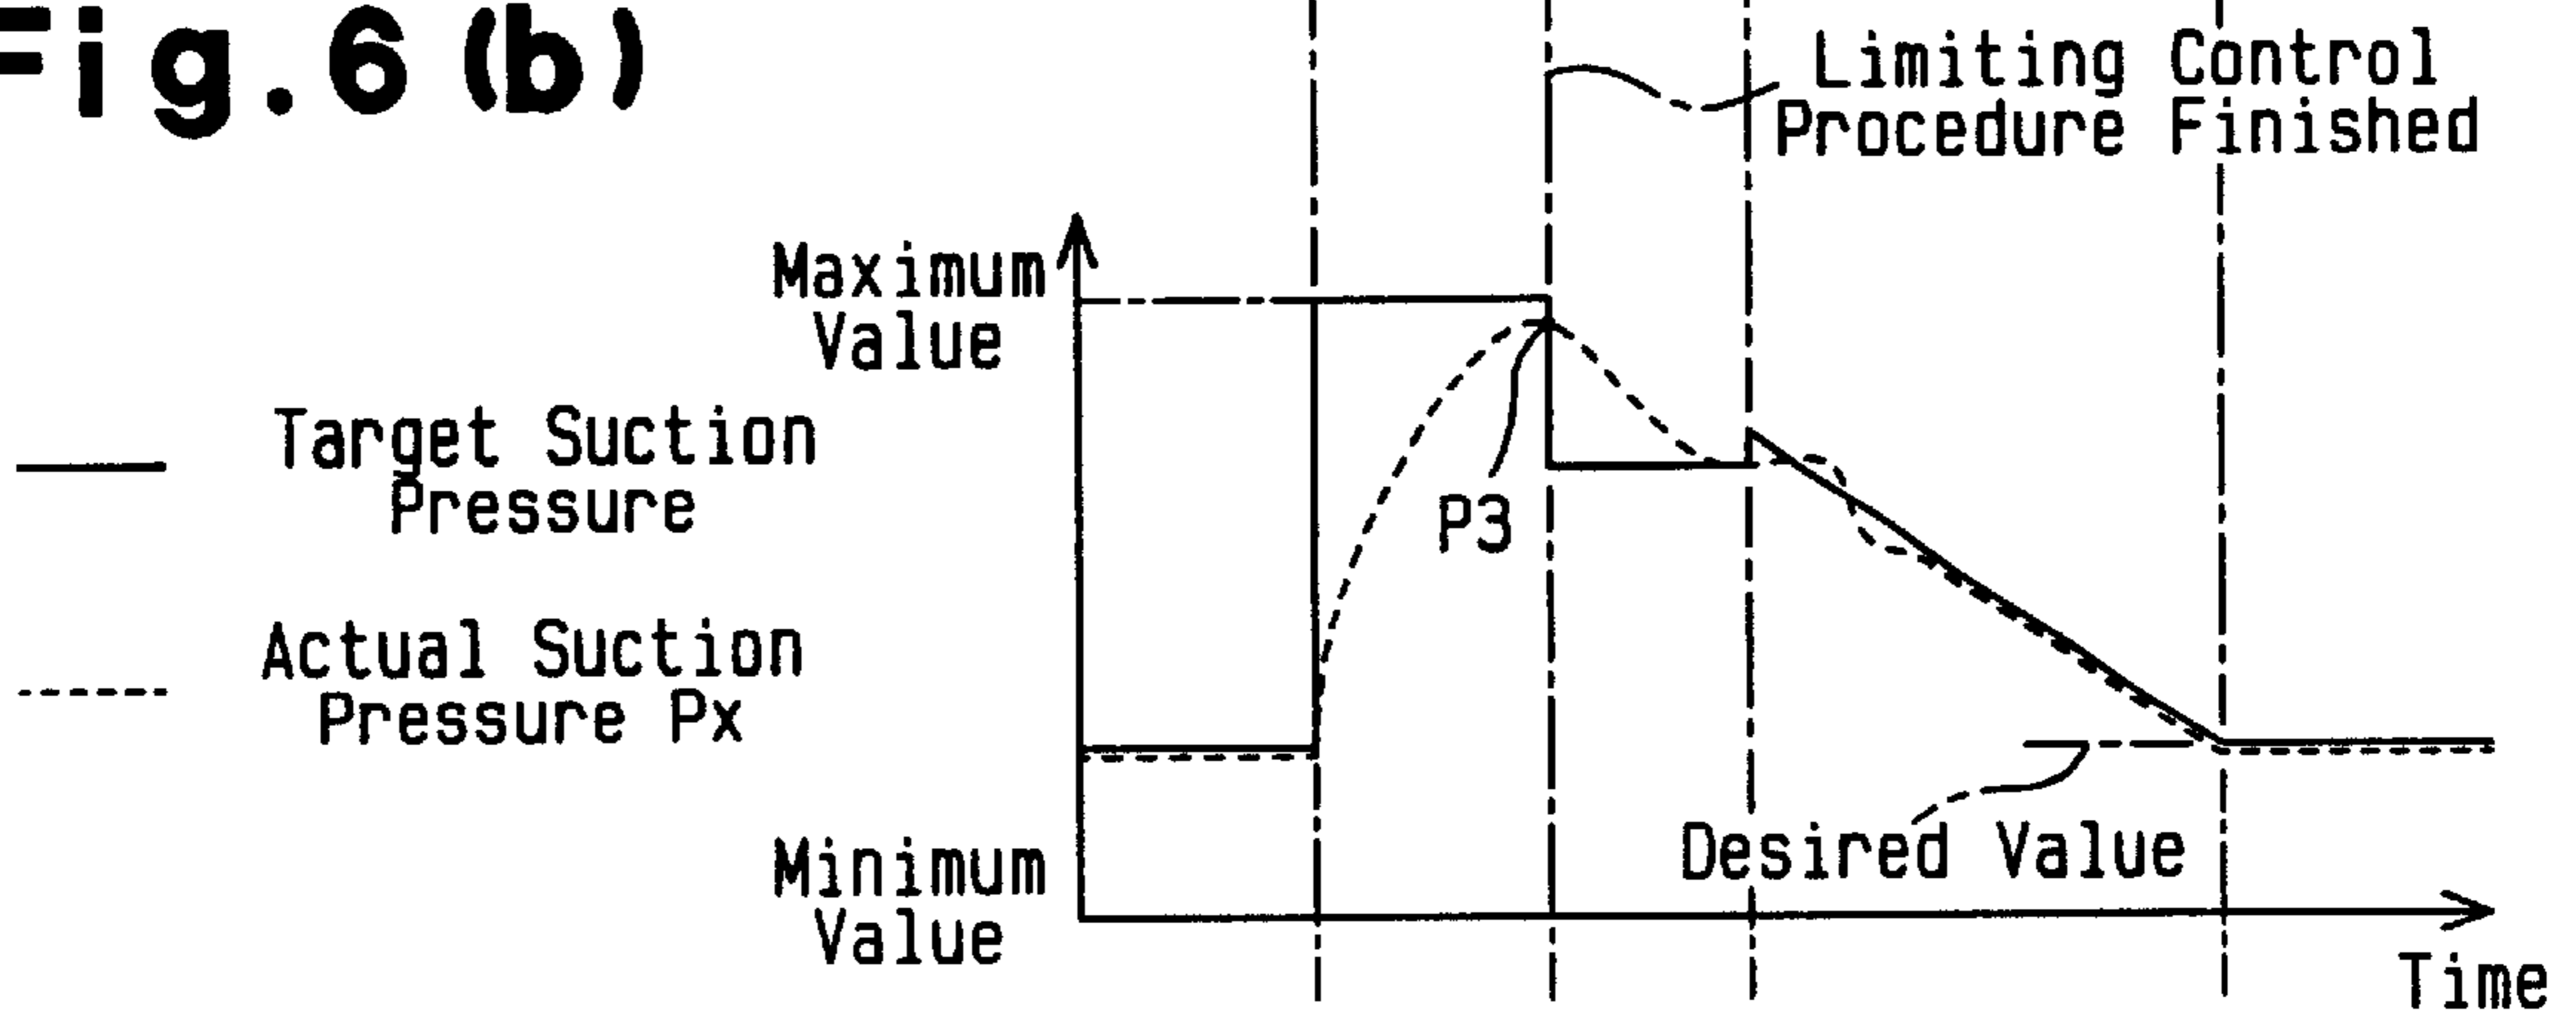 Fig. 6 (b)
Limiting Control
Procedure Finished
Maximum
Value
Target Suction
Pressure
P3
Actual Suction
Pressure Px
Desired Value
Minimum
Value
Time